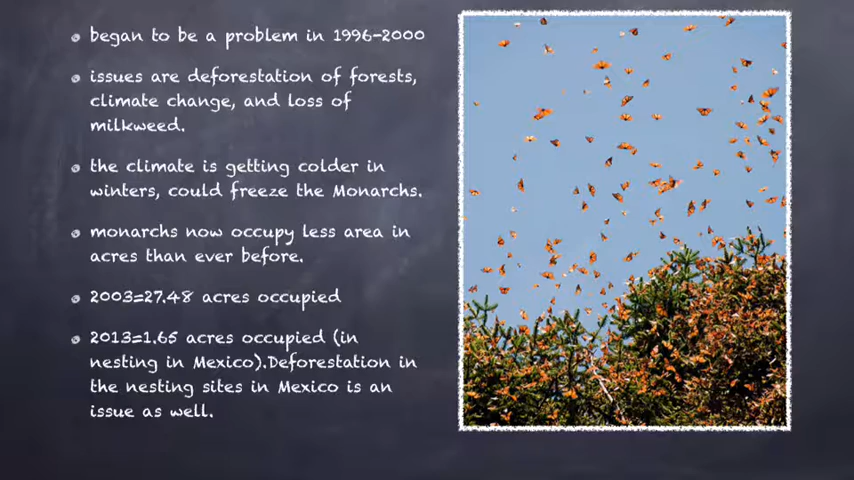 began to be a problem in 1996-2000
issues are deforestation of forests,
climate change, and loss of
milkweed.
the climate is getting colder in
winters, could freeze the Monarchs.
monarchs now occupy less area in
acres than ever before.
2003=27.48 acres occupied
2013=1.65 acres occupied (in
nesting in Mexico).Deforestation in
the nesting sites in Mexico is an
issue as well.